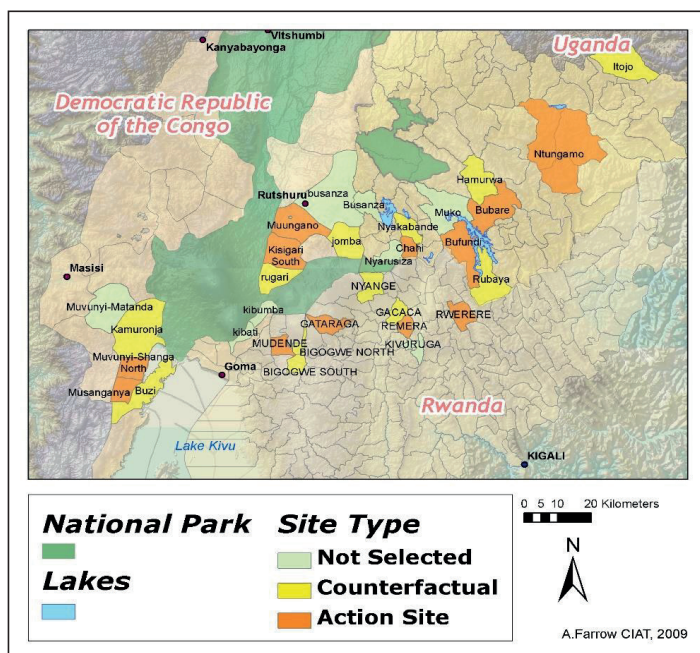 Vitshumbi
Kanyabayonga
Uganda
Itojo
Democratic Republic
of the Congo
Ntungamo
Hamurwa
Rutshuru
busanza
Busanza
Muko
Bubare
Nyakabande
Muungano
jomba
Chahi
Bufundi
Kisigari
South
Nyarusiza
Masisi
rugari
Rubaya
NYANGE
Muvunyi-Matanda
kibumba
GACACA
RWERERE
Kamuronja
GATARAGA
REMERA
kibati
MUDENDE
KIVURUGA
Muvunyi-Shanga
BIGOGWE NORTH
North
Goma
BIGOGWE SOUTH
Musanganya
Buzi
Rwanda
Lake Kivu
KIGALI
National Park
Lakes
Site Type
Not Selected
Counterfactual
Action Site
0 5 10 20 Kilometers
N
A.Farrow CIAT, 2009